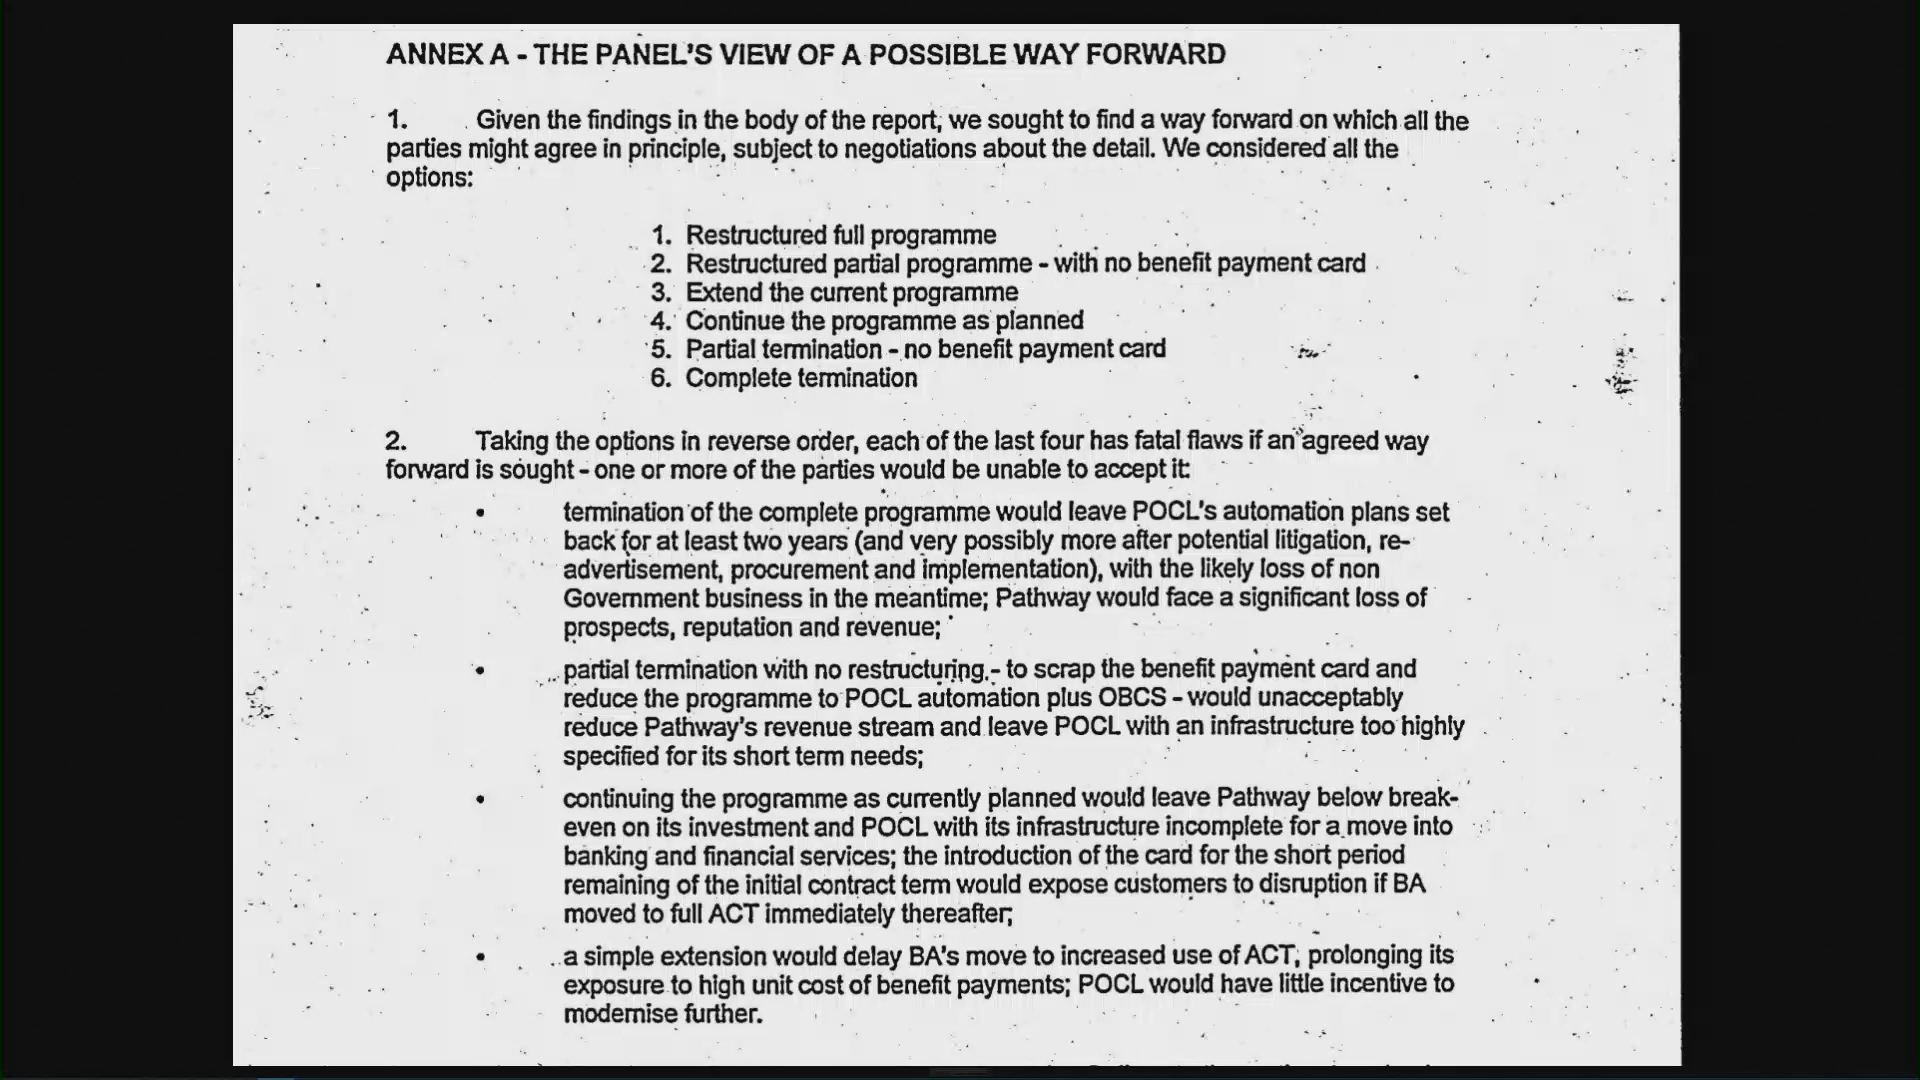 ANNEX A - THE PANEL'S VIEW OF A POSSIBLE WAY FORWARD
1. Given the findings in the body of the report, we sought to find a way forward on which all the
parties might agree in principle, subject to negotiations about the detail. We considered all the
options:
1. Restructured full programme
2. Restructured partial programme - with no benefit payment card
3. Extend the current programme
4. Continue the programme as planned
5. Partial termination - no benefit payment card
6. Complete termination
2. Taking the options in reverse order, each of the last four has fatal flaws if an agreed way
forward is sought - one or more of the parties would be unable to accept it:
• termination of the complete programme would leave POCL's automation plans set
back for at least two years (and very possibly more after potential litigation, re-
advertisement, procurement and implementation), with the likely loss of non
Government business in the meantime; Pathway would face a significant loss of
prospects, reputation and revenue;
• partial termination with no restructuring - to scrap the benefit payment card and
reduce the programme to POCL automation plus OBCS - would unacceptably
reduce Pathway's revenue stream and leave POCL with an infrastructure too highly
specified for its short term needs;
• continuing the programme as currently planned would leave Pathway below break-
even on its investment and POCL with its infrastructure incomplete for a move into
banking and financial services; the introduction of the card for the short period
remaining of the initial contract term would expose customers to disruption if BA
moved to full ACT immediately thereafter;
• a simple extension would delay BA's move to increased use of ACT, prolonging its
exposure to high unit cost of benefit payments; POCL would have little incentive to
modernise further.